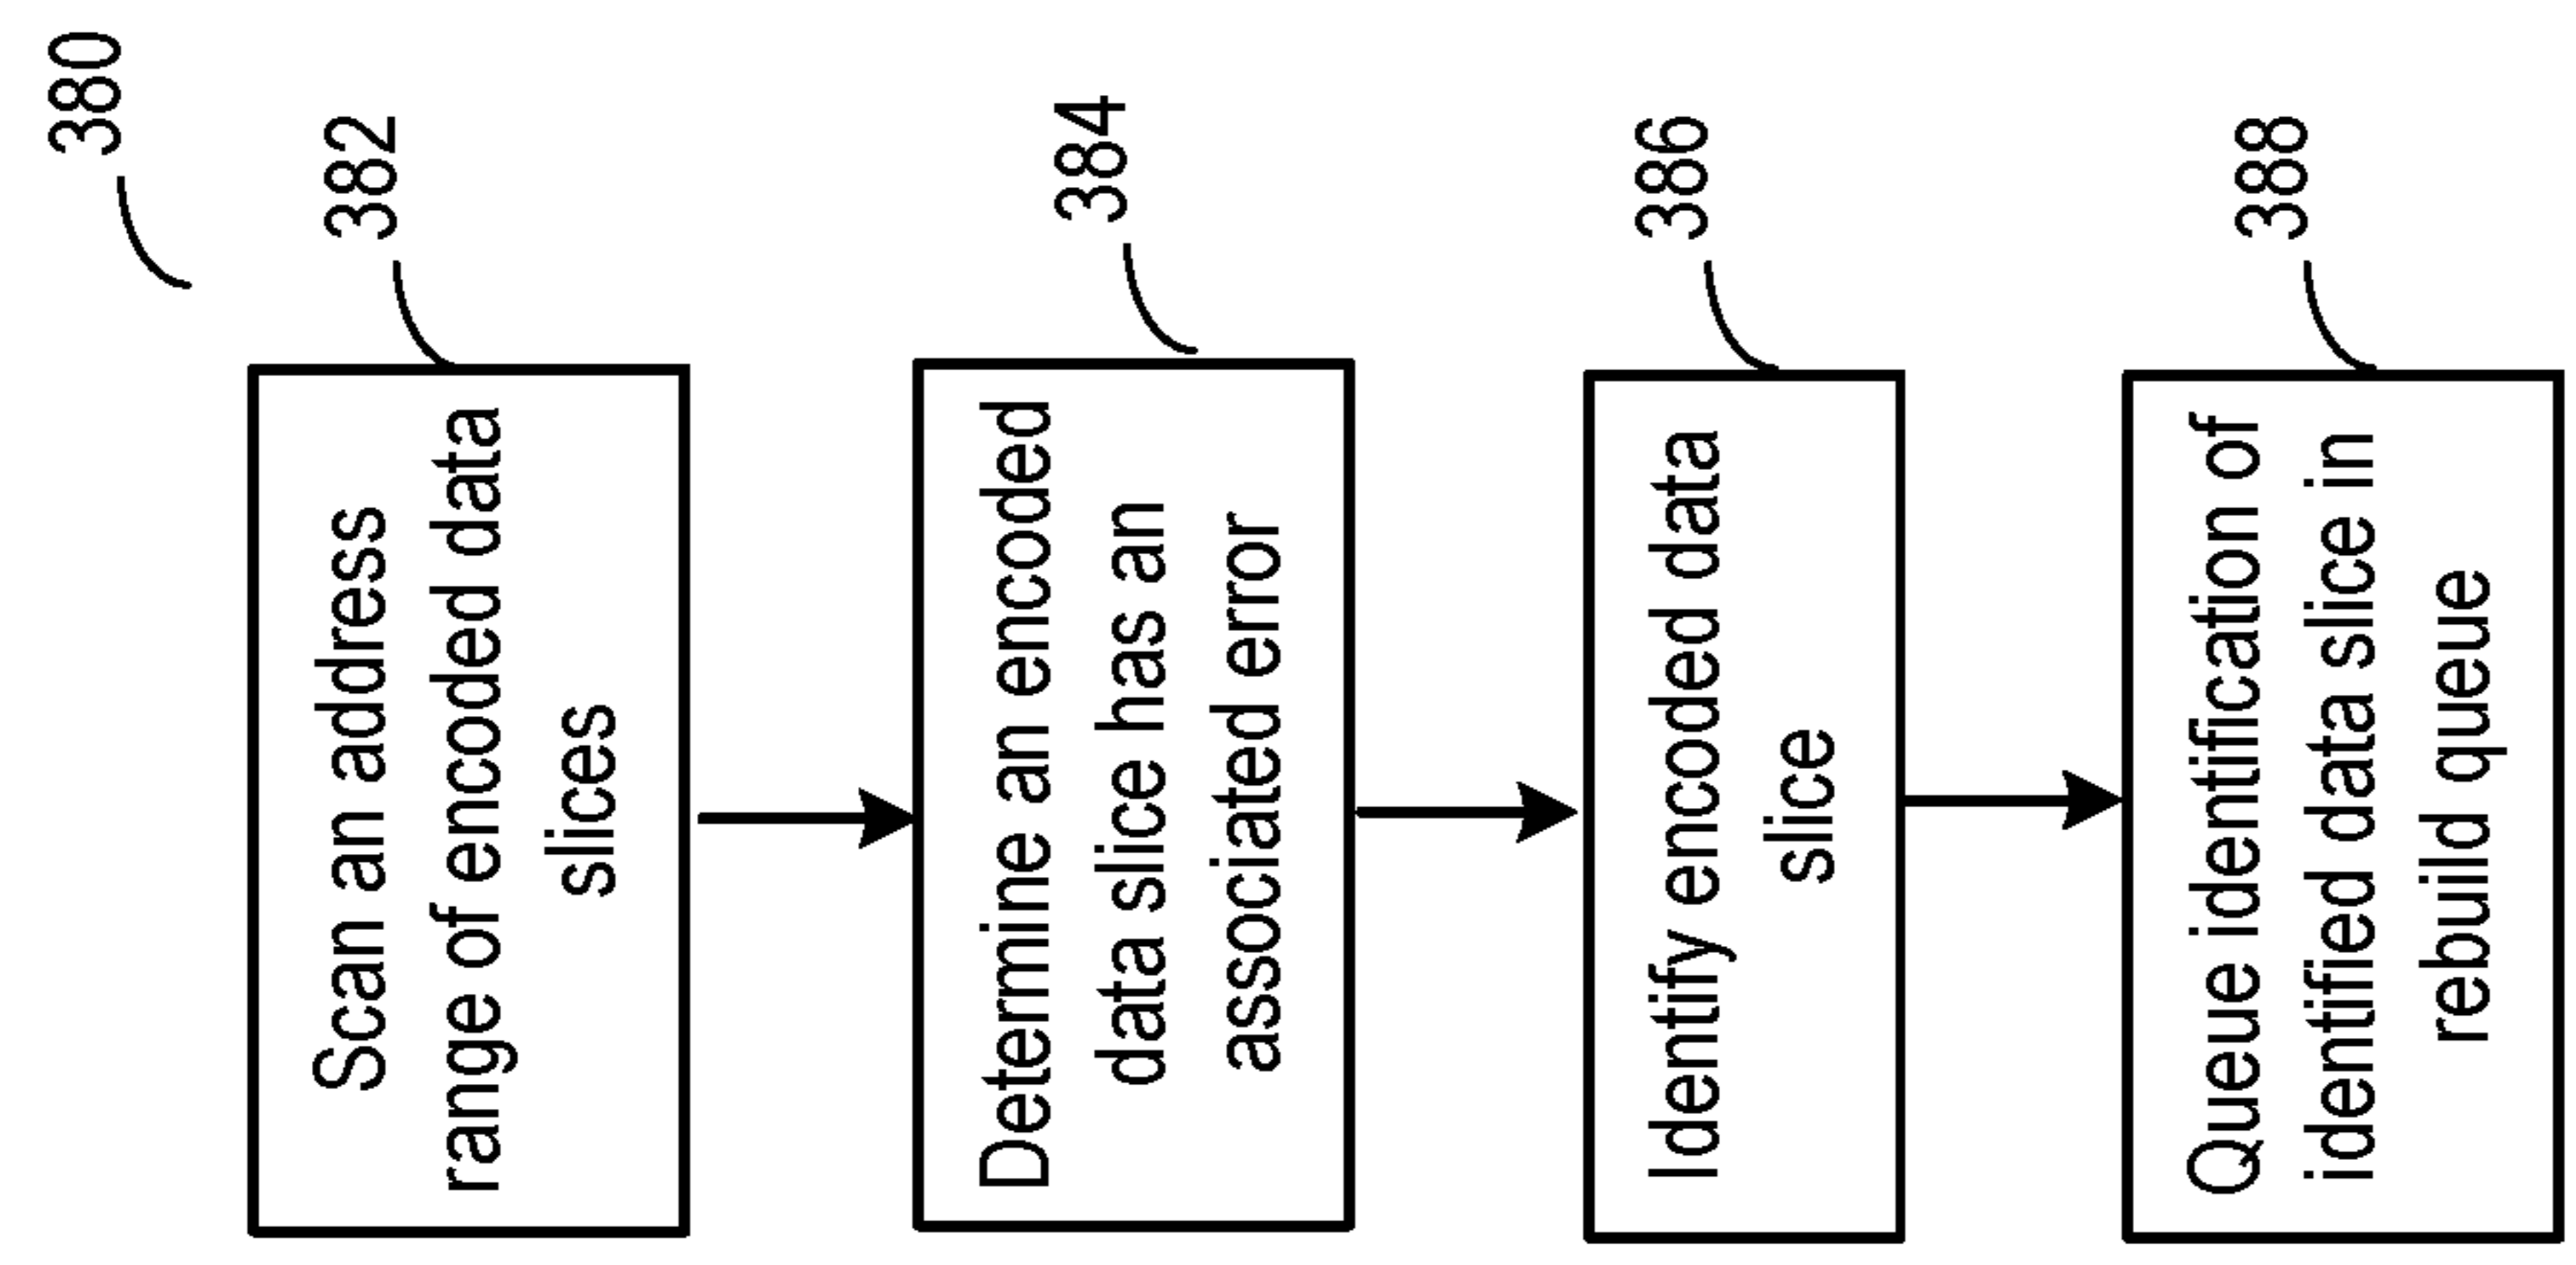 380
382
Scan an address
range of encoded data
slices
384
Determine an encoded
data slice has an
associated error
386
Identify encoded data
slice
388
Queue identification of
identified data slice in
rebuild queue